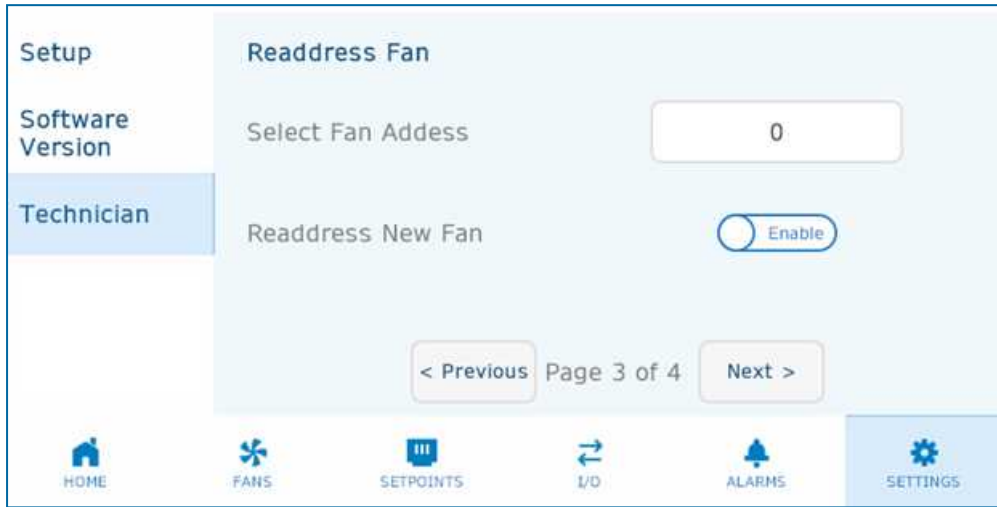 Setup
Software
Version
Technician
Readdress Fan
Select Fan Addess
0
Readdress New Fan
Enable
< Previous
Page 3 of 4
Next >
HOME
FANS
SETPOINTS
I/O
ALARMS
SETTINGS